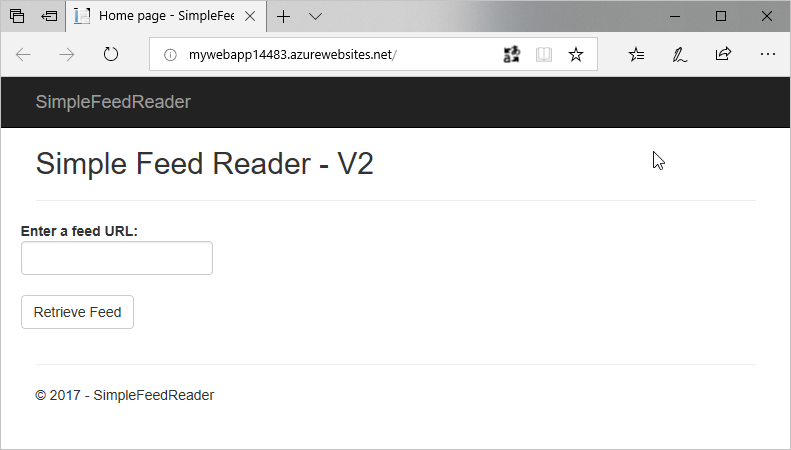 Home page - SimpleFee
mywebapp14483.azurewebsites.net/
SimpleFeedReader
Simple Feed Reader - V2
Enter a feed URL:
Retrieve Feed
© 2017 - SimpleFeedReader